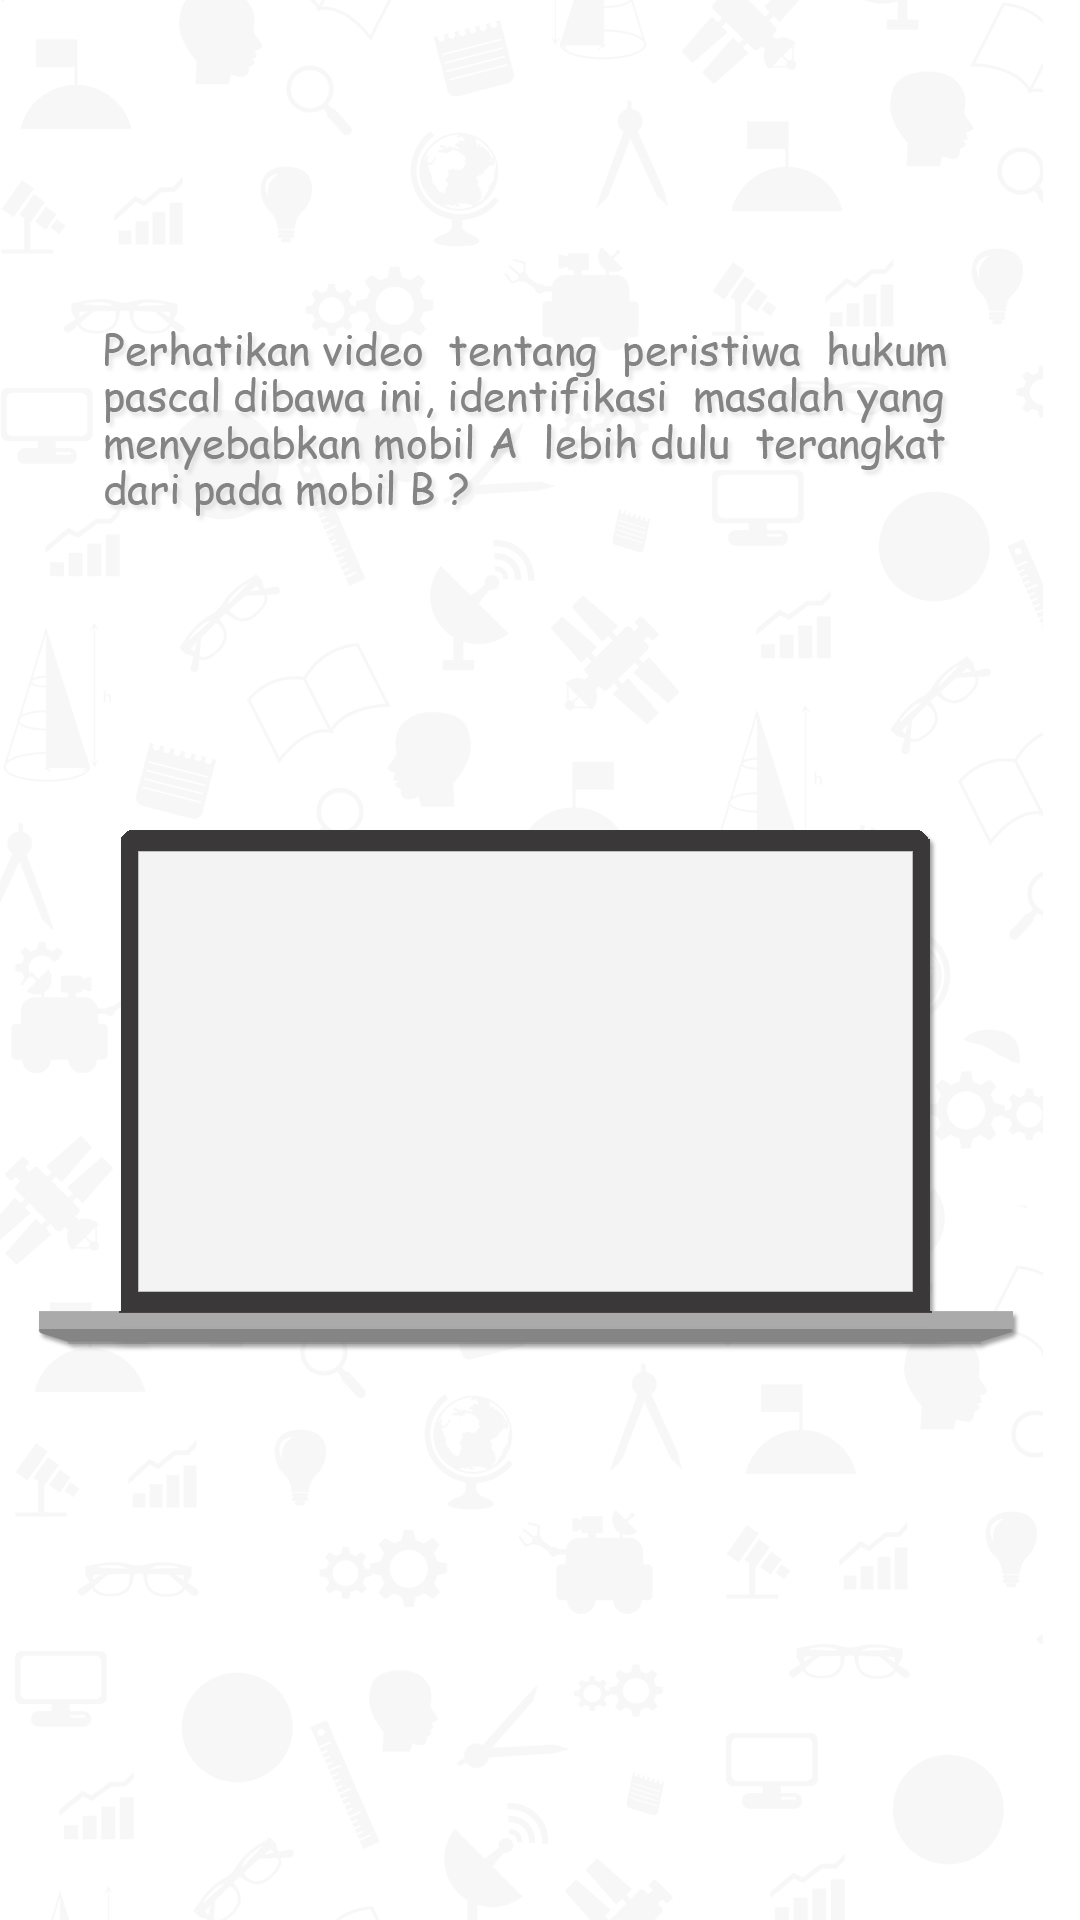 Perhatikan video tentang peristiwa hukum
pascal dibawa ini, identifikasi masalah yang
menyebabkan mobil A lebih dulu terangkat
dari pada mobil B ?
h
h